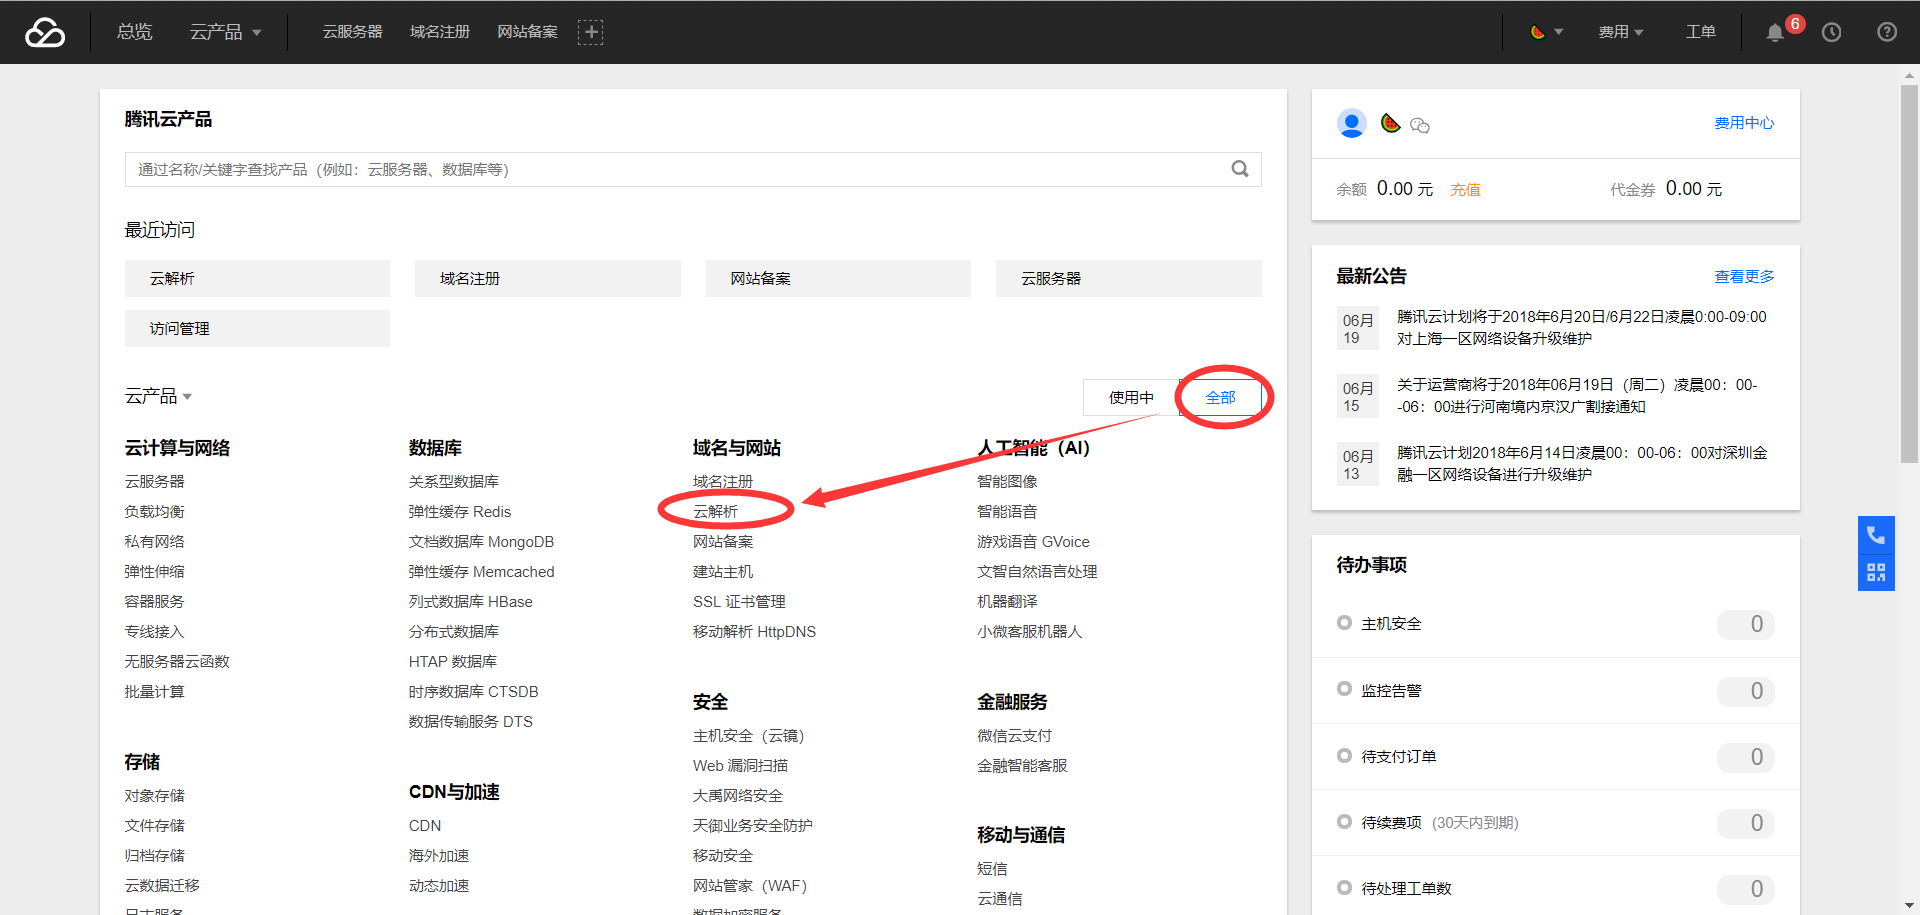 总览 云产品 云服务器 域名注册 网站备案 费用 工单 6
腾讯云产品
通过名称/关键字查找产品（例如：云服务器、数据库等）
最近访问
云解析 域名注册 网站备案 云服务器
访问管理
云产品 使用中 全部
云计算与网络
云服务器
负载均衡
私有网络
弹性伸缩
容器服务
专线接入
无服务器云函数
批量计算
存储
对象存储
文件存储
归档存储
云数据迁移
日志服务
数据库
关系型数据库
弹性缓存 Redis
文档数据库 MongoDB
弹性缓存 Memcached
列式数据库 HBase
分布式数据库
HTAP 数据库
时序数据库 CTSDB
数据传输服务 DTS
CDN与加速
CDN
海外加速
动态加速
域名与网站
域名注册
云解析
网站备案
建站主机
SSL 证书管理
移动解析 HttpDNS
安全
主机安全（云镜）
Web 漏洞扫描
大禹网络安全
天御业务安全防护
移动安全
网站管家（WAF）
数据加密服务
人工智能（AI）
智能图像
智能语音
游戏语音 GVoice
文智自然语言处理
机器翻译
小微客服机器人
金融服务
微信云支付
金融智能客服
移动与通信
短信
云通信
费用中心
余额 0.00 元 充值 代金券 0.00 元
最新公告 查看更多
06月
19
腾讯云计划将于2018年6月20日/6月22日凌晨0:00-09:00
对上海一区网络设备升级维护
06月
15
关于运营商将于2018年06月19日（周二）凌晨00：00-
-06：00进行河南境内京汉广割接通知
06月
13
腾讯云计划2018年6月14日凌晨00：00-06：00对深圳金
融一区网络设备进行升级维护
待办事项
主机安全 0
监控告警 0
待支付订单 0
待续费项 (30天内到期) 0
待处理工单数 0